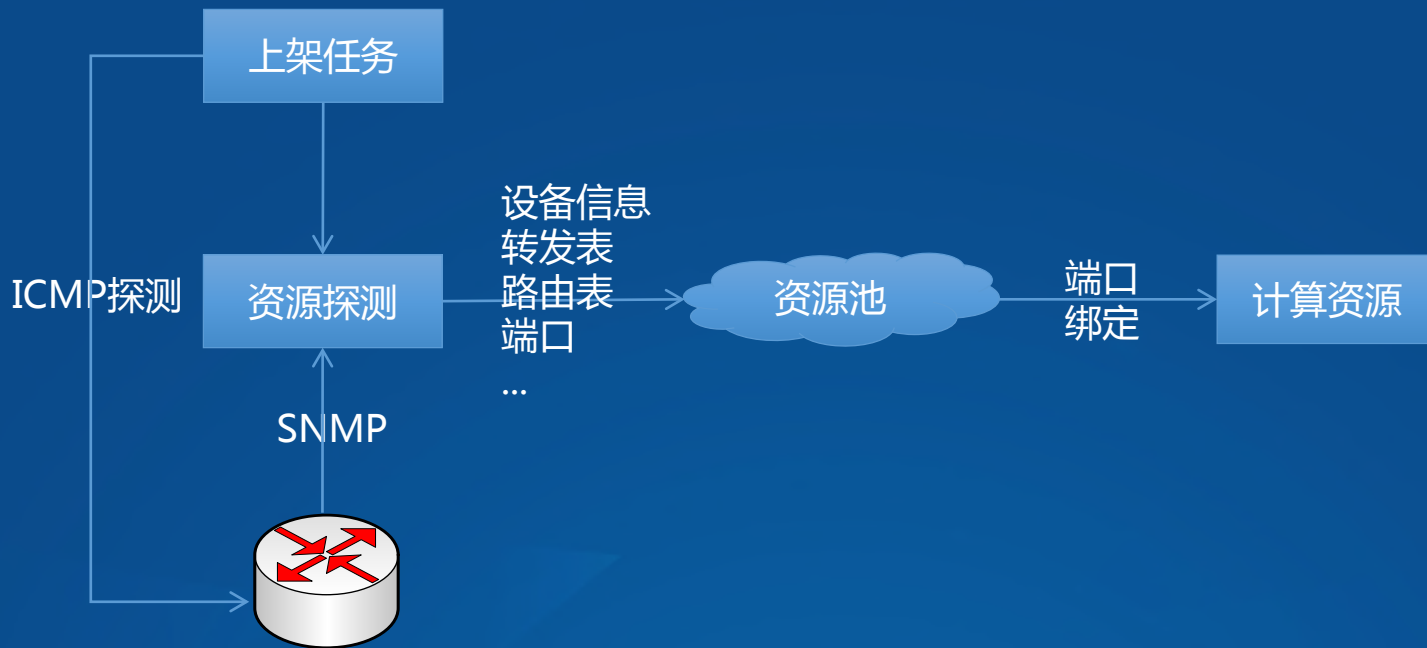 上架任务
设备信息
转发表
路由表
端口
...
ICMP探测
资源探测
资源池
端口
绑定
计算资源
SNMP